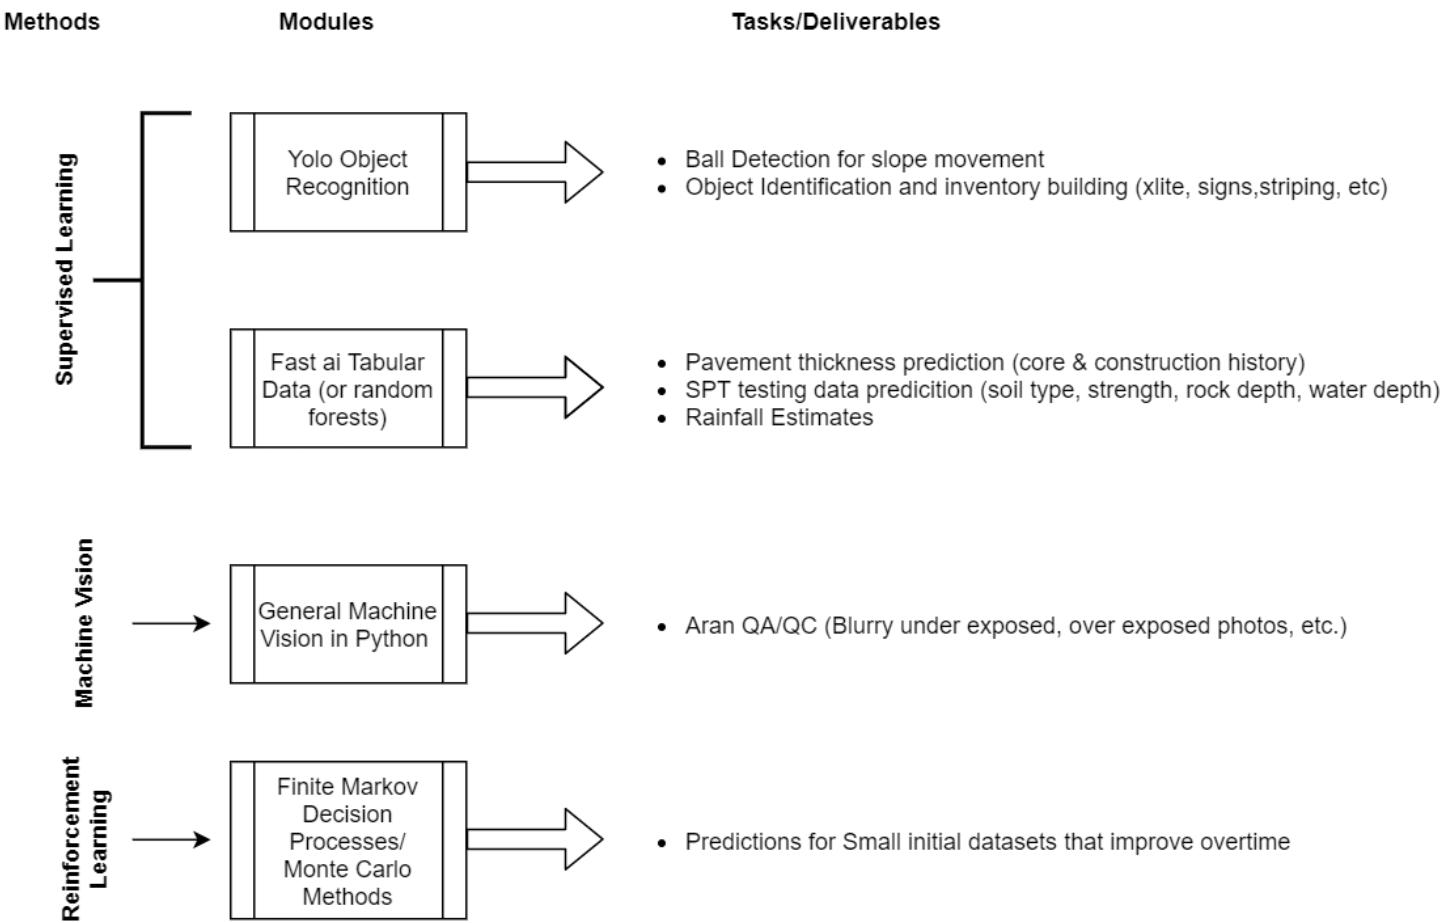 Methods
Modules
Tasks/Deliverables
Supervised Learning
Yolo Object
Recognition
• Ball Detection for slope movement
• Object Identification and inventory building (xlite, signs,striping, etc)
Fast ai Tabular
Data (or random
forests)
• Pavement thickness prediction (core & construction history)
• SPT testing data predicition (soil type, strength, rock depth, water depth)
• Rainfall Estimates
Machine Vision
General Machine
Vision in Python
• Aran QA/QC (Blurry under exposed, over exposed photos, etc.)
Reinforcement
Learning
Finite Markov
Decision
Processes/
Monte Carlo
Methods
• Predictions for Small initial datasets that improve overtime